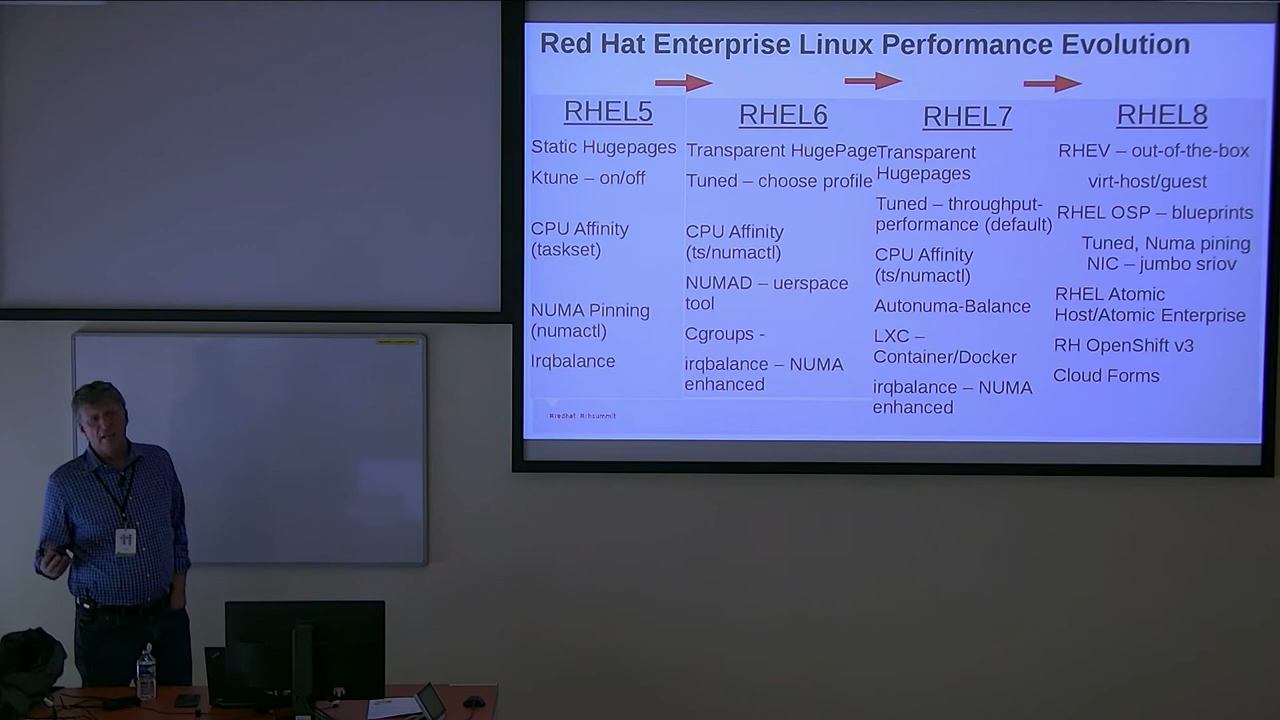 Red Hat Enterprise Linux Performance Evolution
RHEL5
Static Hugepages
Ktune – on/off
CPU Affinity
(taskset)
NUMA Pinning
(numactl)
Irqbalance
#redhat #rhsummit
RHEL6
Transparent HugePage
Tuned – choose profile
CPU Affinity
(ts/numactl)
NUMAD – uerspace
tool
Cgroups -
irqbalance – NUMA
enhanced
RHEL7
Transparent
Hugepages
Tuned – throughput-
performance (default)
CPU Affinity
(ts/numactl)
Autonuma-Balance
LXC –
Container/Docker
irqbalance – NUMA
enhanced
RHEL8
RHEV – out-of-the-box
virt-host/guest
RHEL OSP – blueprints
Tuned, Numa pining
NIC – jumbo sriov
RHEL Atomic
Host/Atomic Enterprise
RH OpenShift v3
Cloud Forms